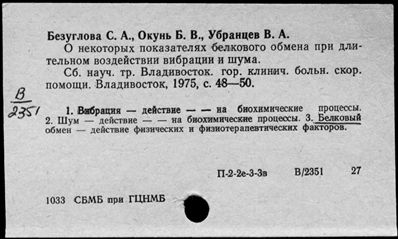 Безуглова С. А., Окунь Б. В., Убранцев В. А.
О некоторых показателях белкового обмена при длительном воздействии вибрации и шума.
Сб. науч. тр. Владивосток. гор. клинич. больн. скор. помощи. Владивосток, 1975, с. 48—50.
В
2351
1. Вибрация — действие — — на биохимические процессы.
2. Шум — действие — — на биохимические процессы. 3. Белковый
обмен — действие физических и физиотерапевтических факторов.
П-2-2е-3-3в В/2351 27
1033 СБМБ при ГЦНМБ